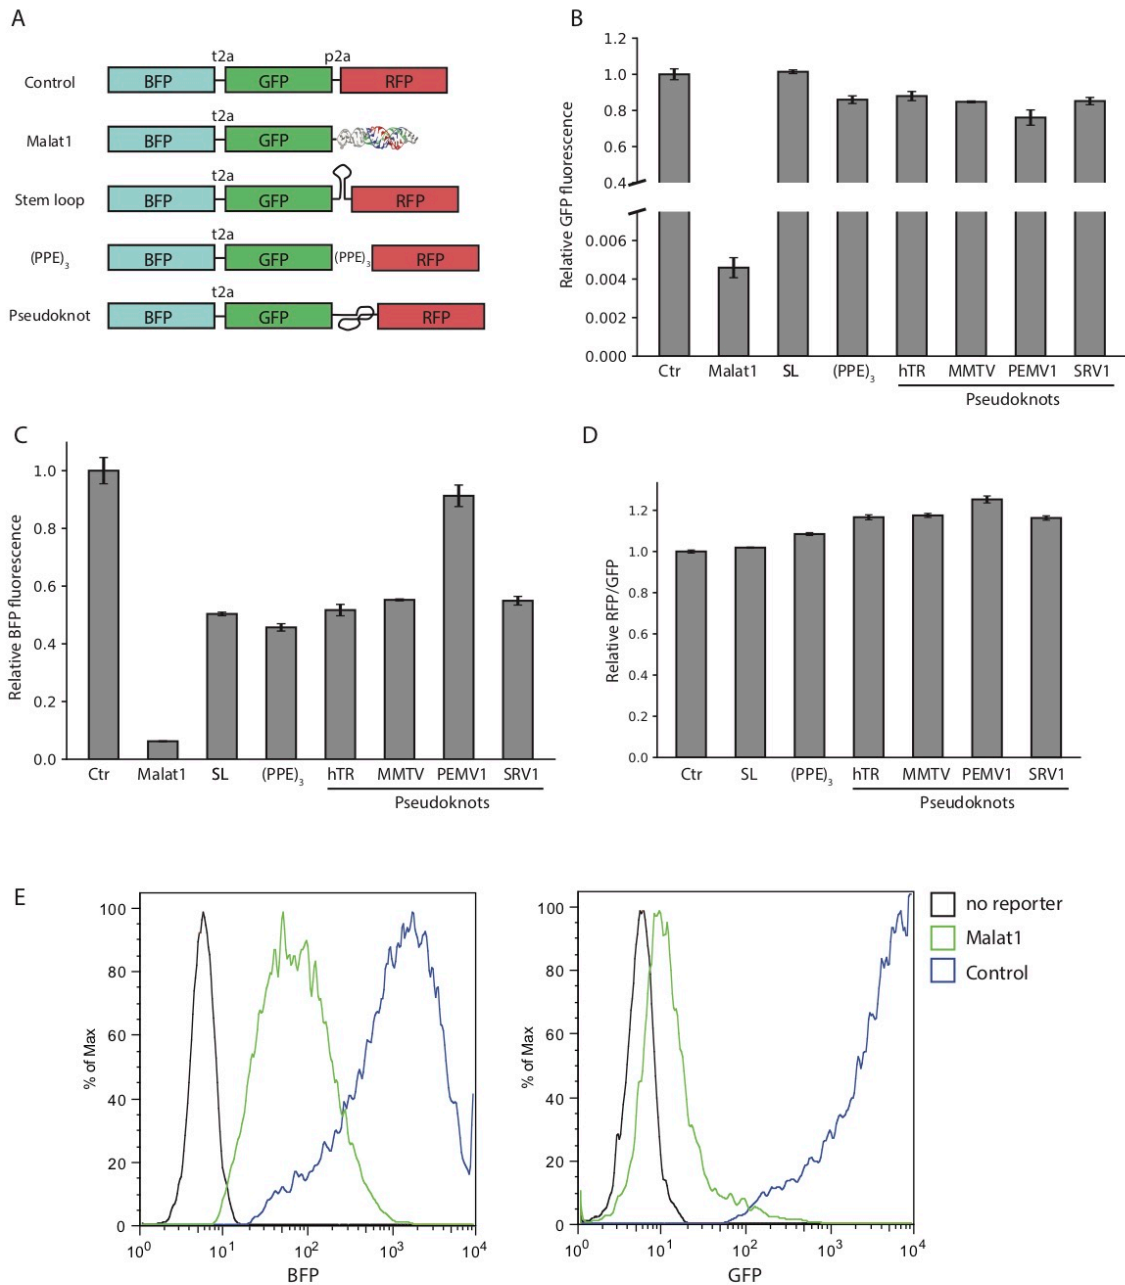 A
t2a p2a
Control BFP GFP RFP
t2a
Malat1 BFP GFP
t2a
Stem loop BFP GFP RFP
t2a
(PPE)3 BFP GFP (PPE)3 RFP
t2a
Pseudoknot BFP GFP RFP
B
Relative GFP fluorescence
1.2
1.0
0.8
0.6
0.4
0.006
0.004
0.002
0.000
Ctr Malat1 SL (PPE)3 hTR MMTV PEMV1 SRV1
Pseudoknots
C
Relative BFP fluorescence
1.0
0.8
0.6
0.4
0.2
0.0
Ctr Malat1 SL (PPE)3 hTR MMTV PEMV1 SRV1
Pseudoknots
D
Relative RFP/GFP
1.2
1.0
0.8
0.6
0.4
0.2
0.0
Ctr SL (PPE)3 hTR MMTV PEMV1 SRV1
Pseudoknots
E
% of Max
100
80
60
40
20
0
10^0 10^1 10^2 10^3 10^4
BFP
% of Max
100
80
60
40
20
0
10^0 10^1 10^2 10^3 10^4
GFP
no reporter
Malat1
Control